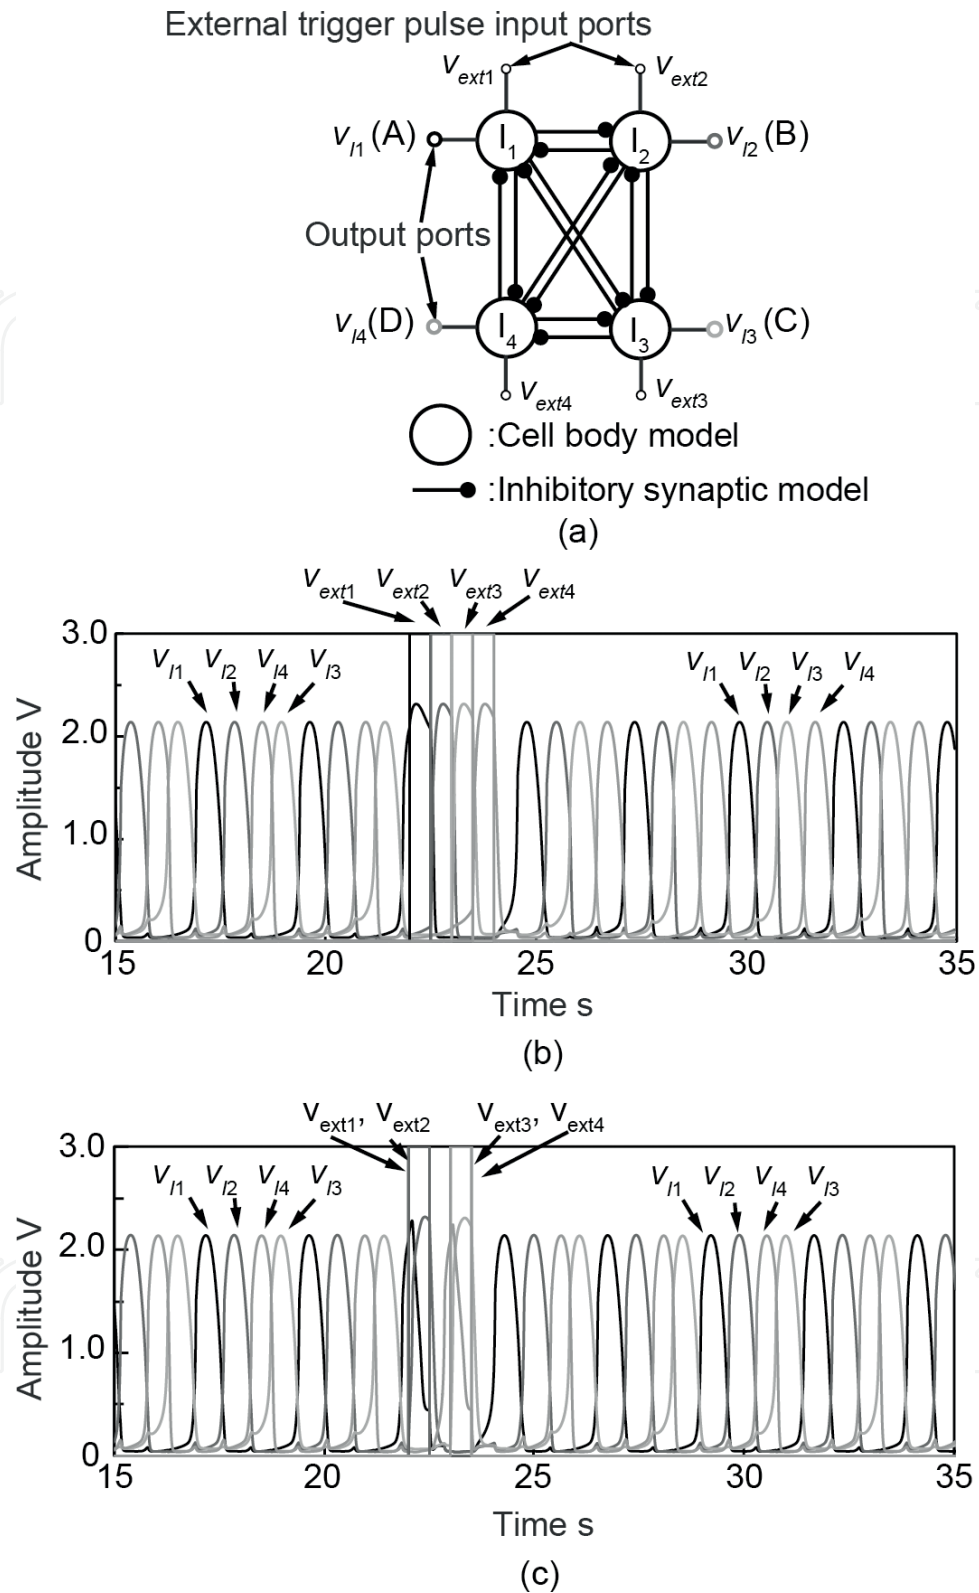 External trigger pulse input ports
Vext1 Vext2
VI1 (A) I1 I2 VI2 (B)
Output ports
VI4(D) I4 I3 VI3 (C)
Vext4 Vext3
:Cell body model
:Inhibitory synaptic model
(a)
Vext1 Vext2 Vext3 Vext4
3.0
VI1 VI2 VI4 VI3 VI1 VI2 VI3 VI4
2.0
Amplitude V
1.0
0
15 20 25 30 35
Time s
(b)
Vext1, Vext2 Vext3, Vext4
3.0
VI1 VI2 VI4 VI3 VI1 VI2 VI4 VI3
2.0
Amplitude V
1.0
0
15 20 25 30 35
Time s
(c)